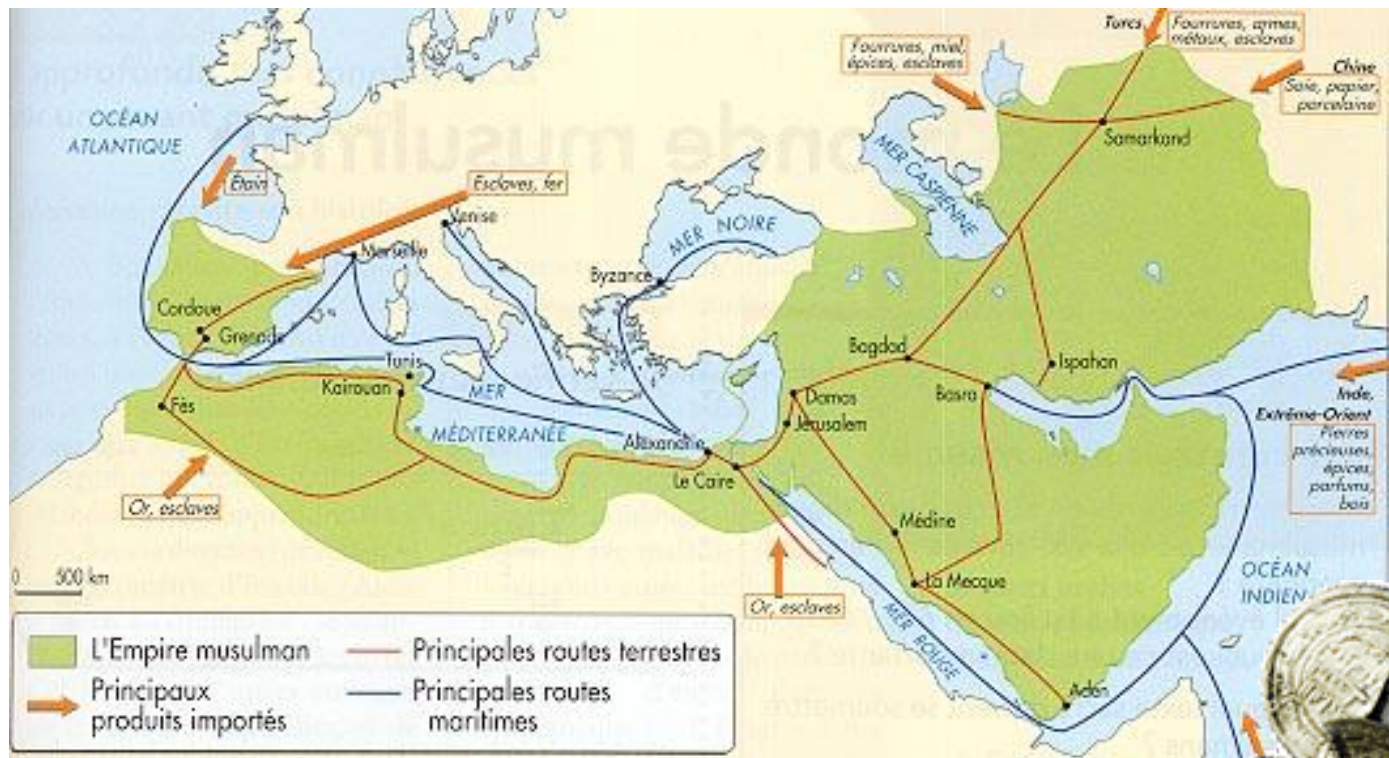 Turcs
Fourrures, armes,
métaux, esclaves
Fourrures, miel,
épices, esclaves
Chine
Soie, papier,
porcelaine
OCÉAN
ATLANTIQUE
Samarkand
MER CASPIENNE
Étain
Esclaves, fer
Venise
MER NOIRE
Marseille
Byzance
Cordoue
Grenade
Bagdad
Ispahan
Tunis
Kairouan
MER
Basra
Inde,
Extrême-Orient
Pierres
précieuses,
épices,
parfums,
bois
Fès
Damas
Jérusalem
MÉDITERRANÉE
Alexandrie
Le Caire
Or, esclaves
Médine
0 500 km
La Mecque
OCÉAN
INDIEN
Or, esclaves
MER ROUGE
Adén
L'Empire musulman
Principales routes terrestres
Principaux
produits importés
Principales routes
maritimes